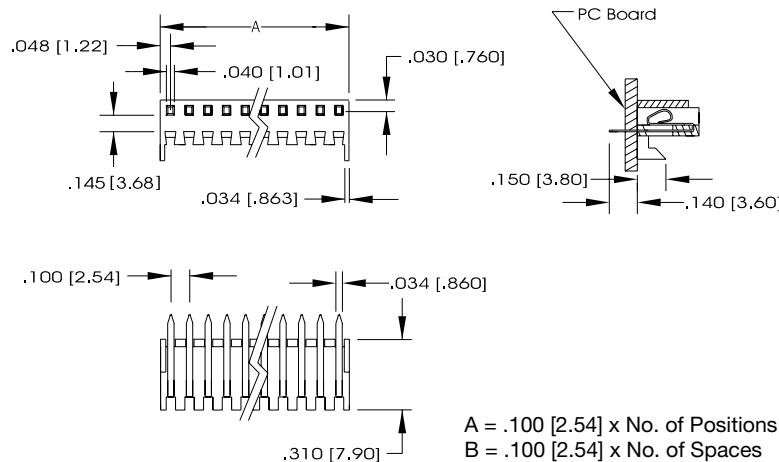 PC Board
A
.048 [1.22]
.040 [1.01]
.030 [.760]
.145 [3.68]
.034 [.863]
.150 [3.80]
.140 [3.60]
.100 [2.54]
.034 [.860]
.310 [7.90]
A = .100 [2.54] x No. of Positions
B = .100 [2.54] x No. of Spaces